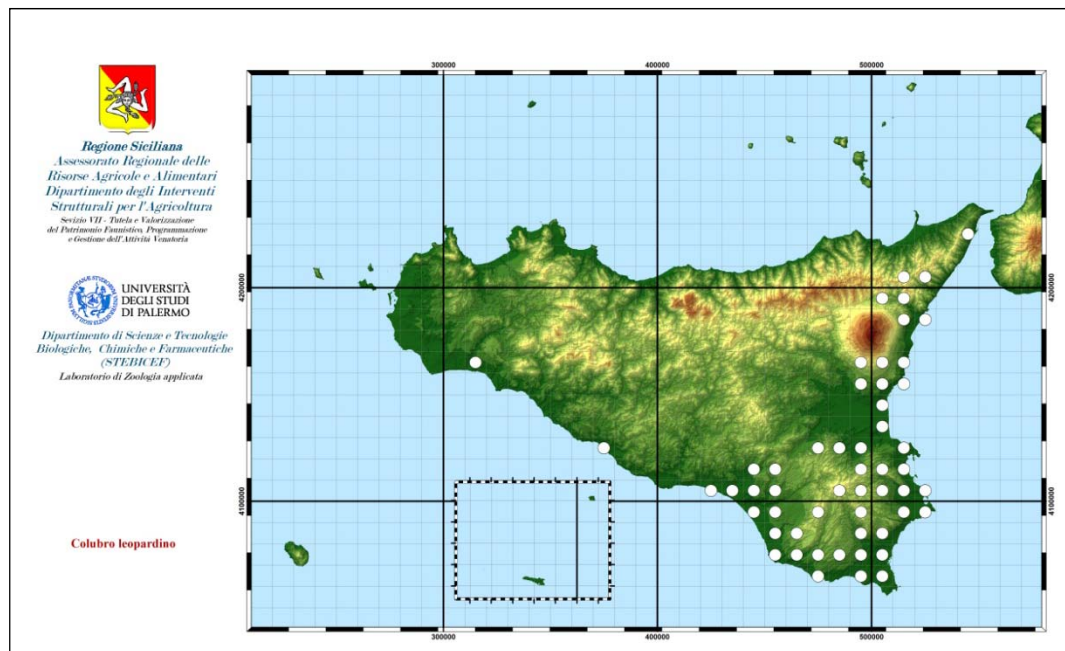 Regione Siciliana
Assessorato Regionale delle
Risorse Agricole e Alimentari
Dipartimento degli Interventi
Strutturali per l'Agricoltura
Sevizio VII - Tutela e Valorizzazione
del Patrimonio Faunistico, Programmazione
e Gestione dell'Attività Venatoria
UNIVERSITÀ
DEGLI STUDI
DI PALERMO
Dipartimento di Scienze e Tecnologie
Biologiche, Chimiche e Farmaceutiche
(STEBICEF)
Laboratorio di Zoologia applicata
Colubro leopardino
300000 400000 500000
4200000 4200000
4100000 4100000
300000 400000 500000